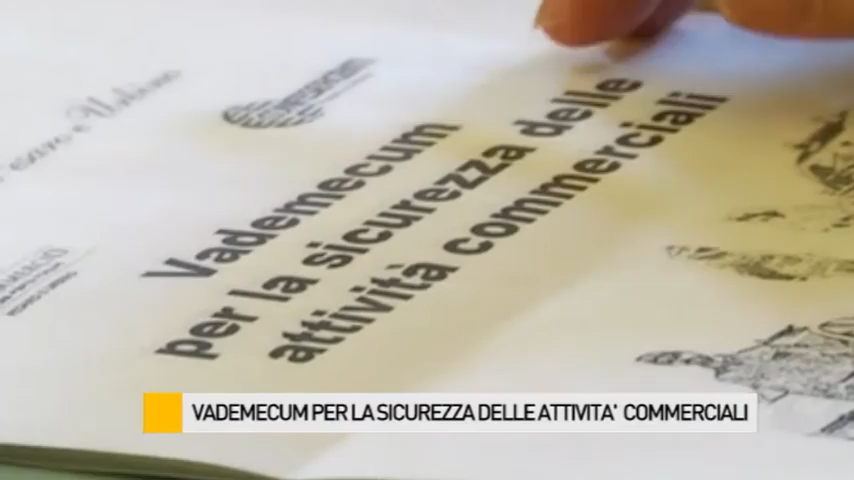 Vademecum
per la sicurezza delle
attività commerciali
VADEMECUM PER LA SICUREZZA DELLE ATTIVITA' COMMERCIALI